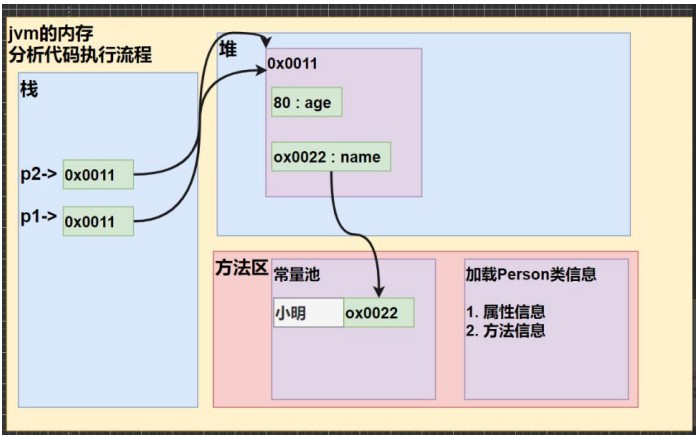 jvm的内存
分析代码执行流程
栈
p2->
0x0011
p1->
0x0011
堆
0x0011
80 : age
ox0022 : name
方法区
常量池
小明
ox0022
加载Person类信息
1. 属性信息
2. 方法信息